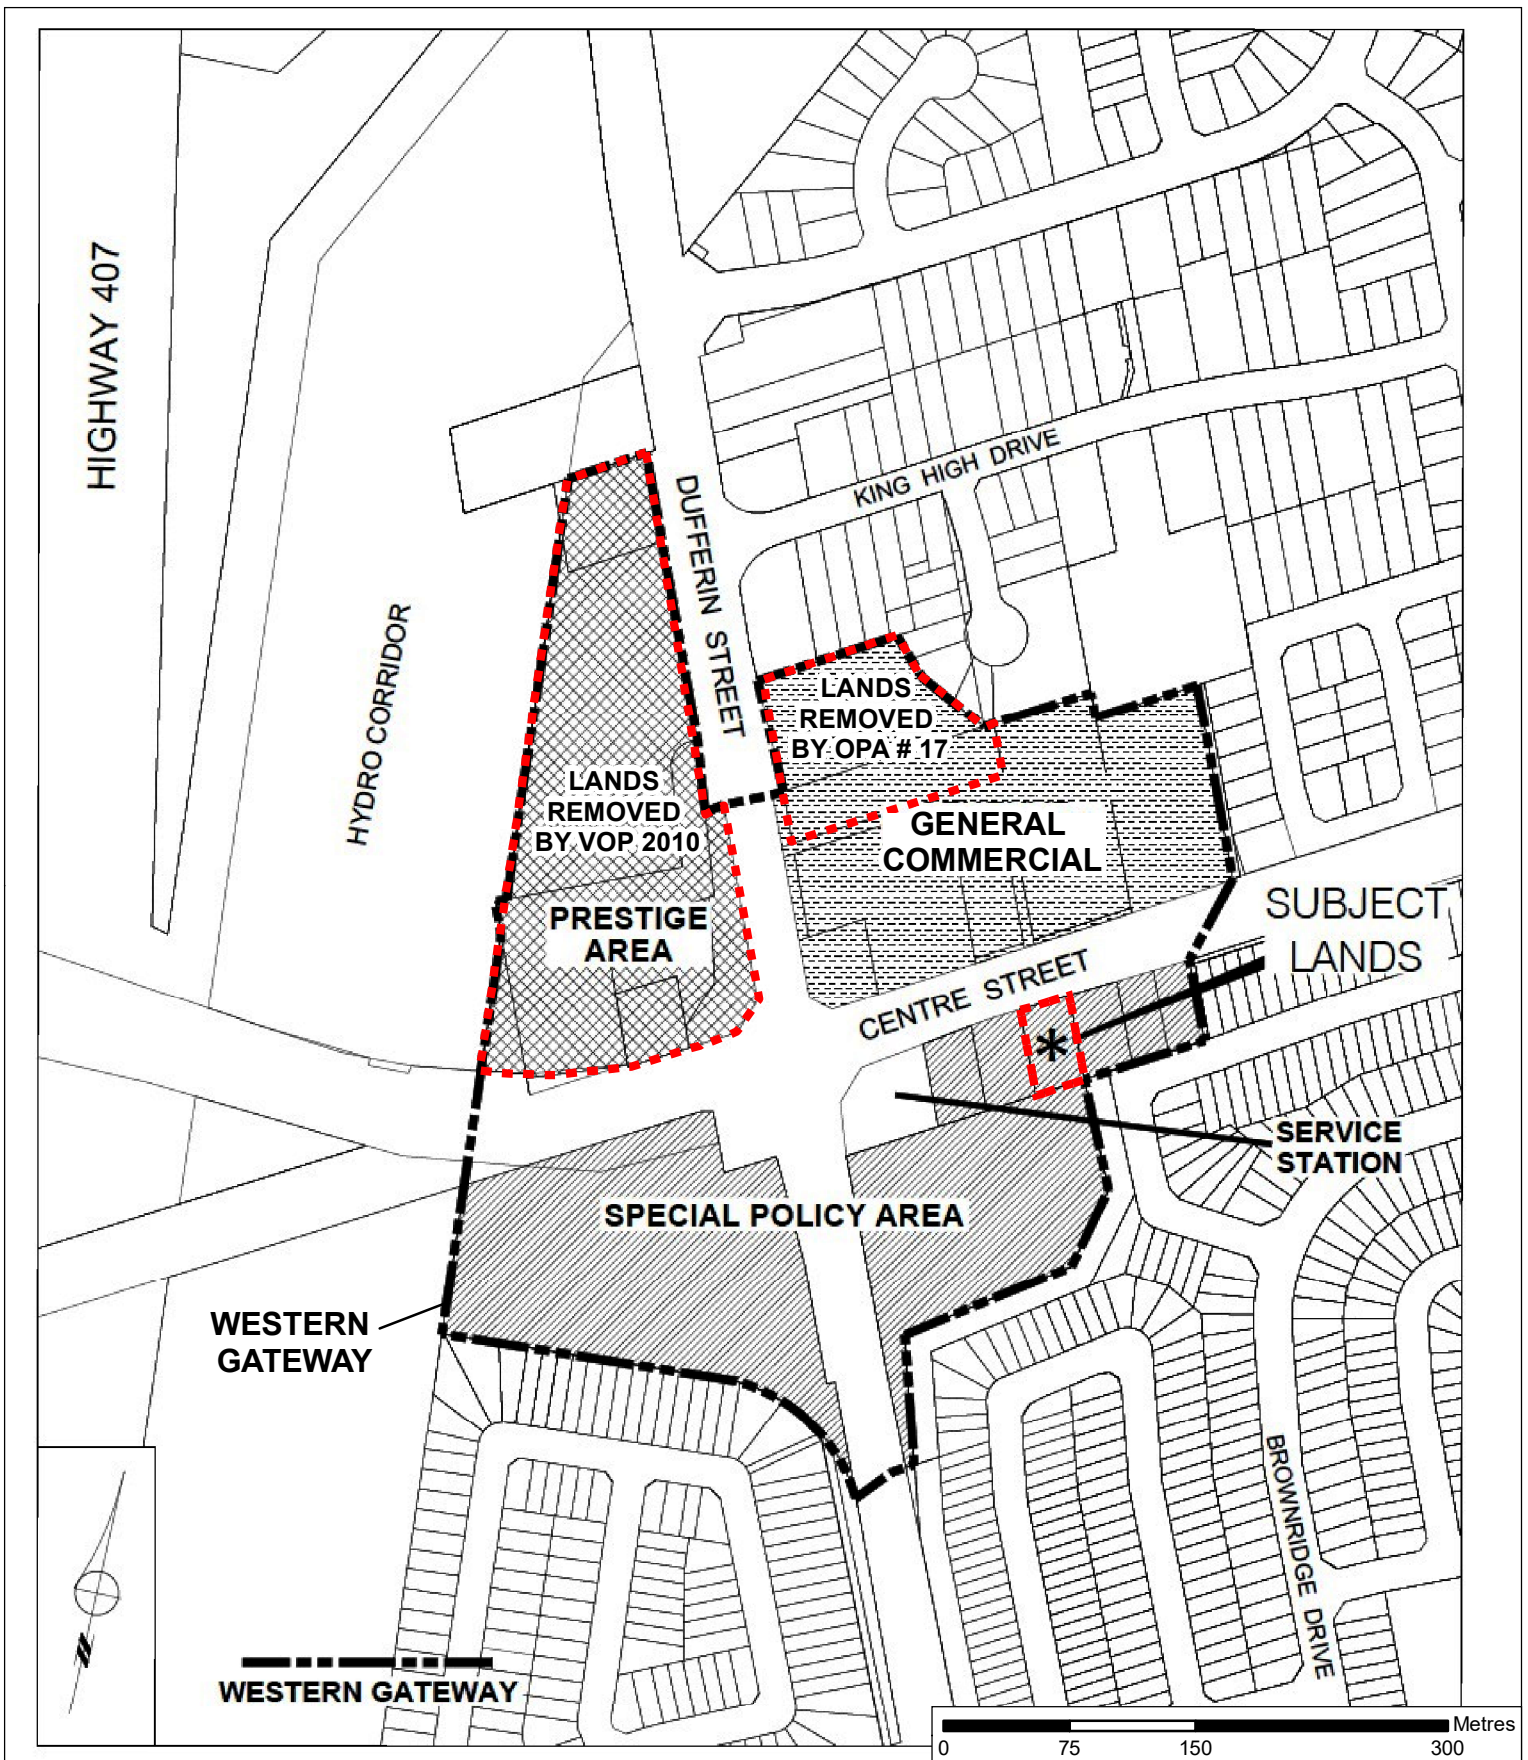 HIGHWAY 407
HYDRO CORRIDOR
DUFFERIN STREET
KING HIGH DRIVE
LANDS
REMOVED
BY OPA # 17
LANDS
REMOVED
BY VOP 2010
GENERAL
COMMERCIAL
PRESTIGE
AREA
SUBJECT
LANDS
CENTRE STREET
*
SERVICE
STATION
SPECIAL POLICY AREA
WESTERN
GATEWAY
BROWNRIDGE DRIVE
WESTERN GATEWAY
Metres
0 75 150 300